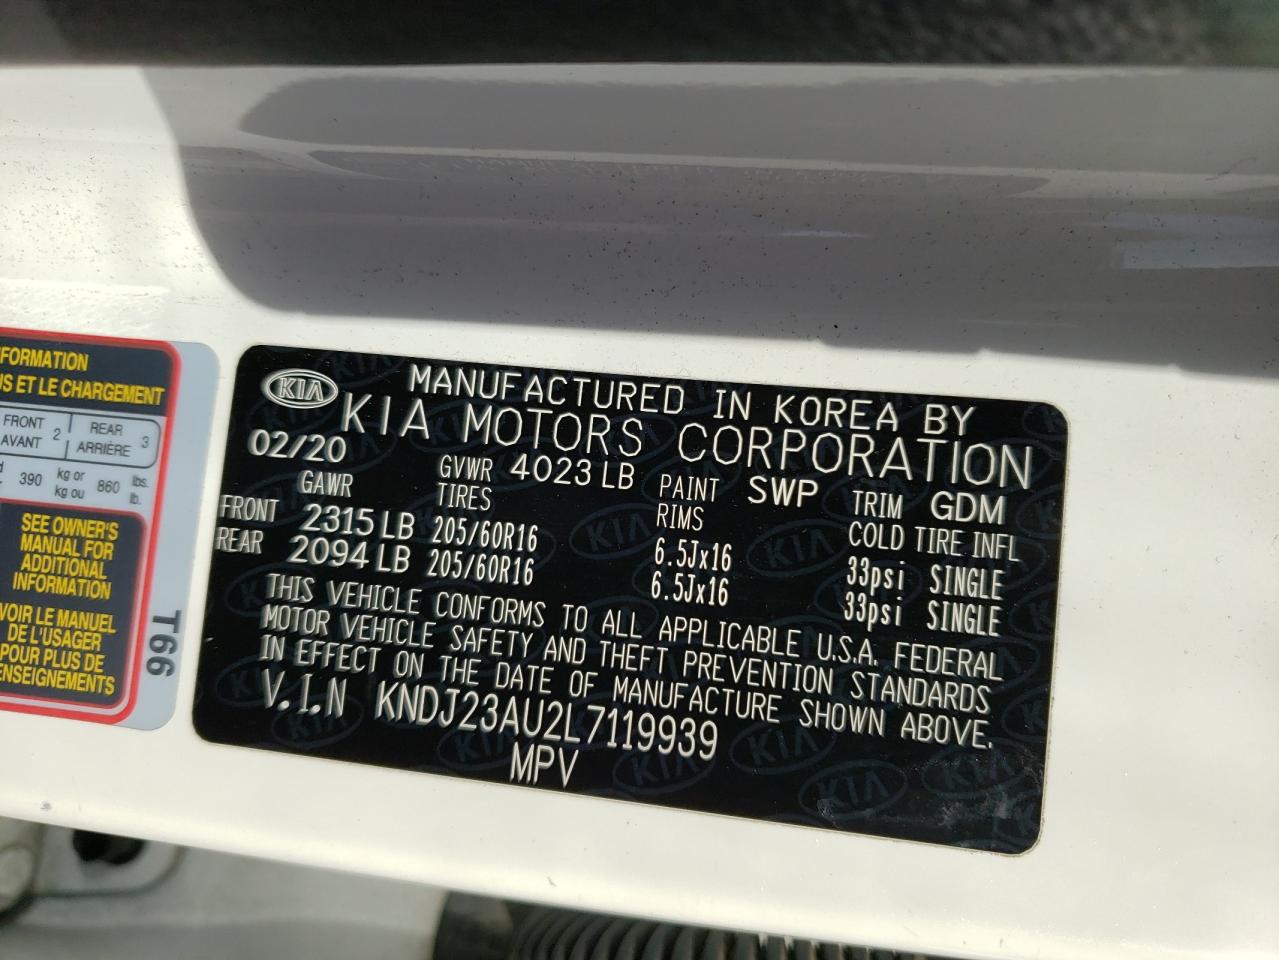 FORMATION
US ET LE CHARGEMENT
FRONT
AVANT 2
REAR
ARRIÈRE 3
390 kg or
kg ou 860 lbs.
lb.
SEE OWNER'S
MANUAL FOR
ADDITIONAL
INFORMATION
VOIR LE MANUEL
DE L'USAGER
POUR PLUS DE
ENSEIGNEMENTS
T66
KIA MANUFACTURED IN KOREA BY
KIA MOTORS CORPORATION
02/20 GVWR 4023 LB PAINT SWP TRIM GDM
GAWR TIRES RIMS COLD TIRE INFL
FRONT 2315 LB 205/60R16 6.5Jx16 33psi SINGLE
REAR 2094 LB 205/60R16 6.5Jx16 33psi SINGLE
THIS VEHICLE CONFORMS TO ALL APPLICABLE U.S.A. FEDERAL
MOTOR VEHICLE SAFETY AND THEFT PREVENTION STANDARDS
IN EFFECT ON THE DATE OF MANUFACTURE SHOWN ABOVE.
V.I.N KNDJ23AU2L7119939
MPV